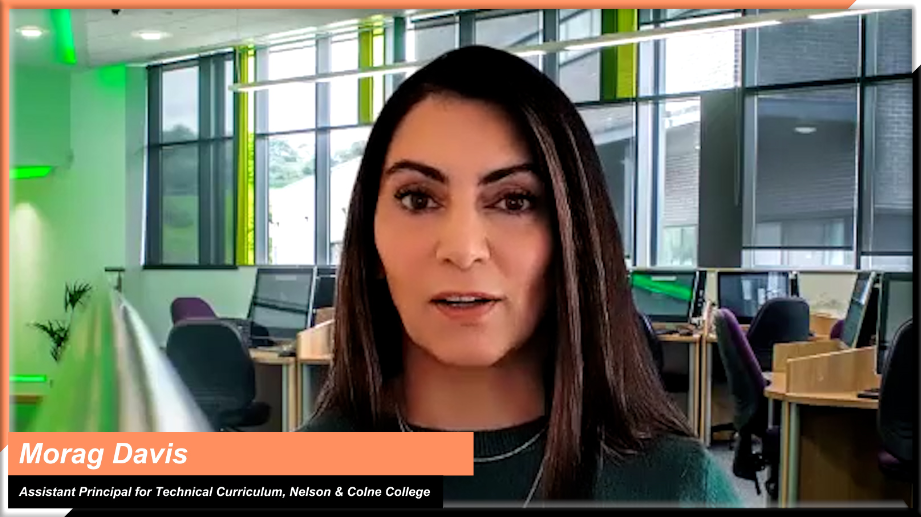 Morag Davis
Assistant Principal for Technical Curriculum, Nelson & Colne College